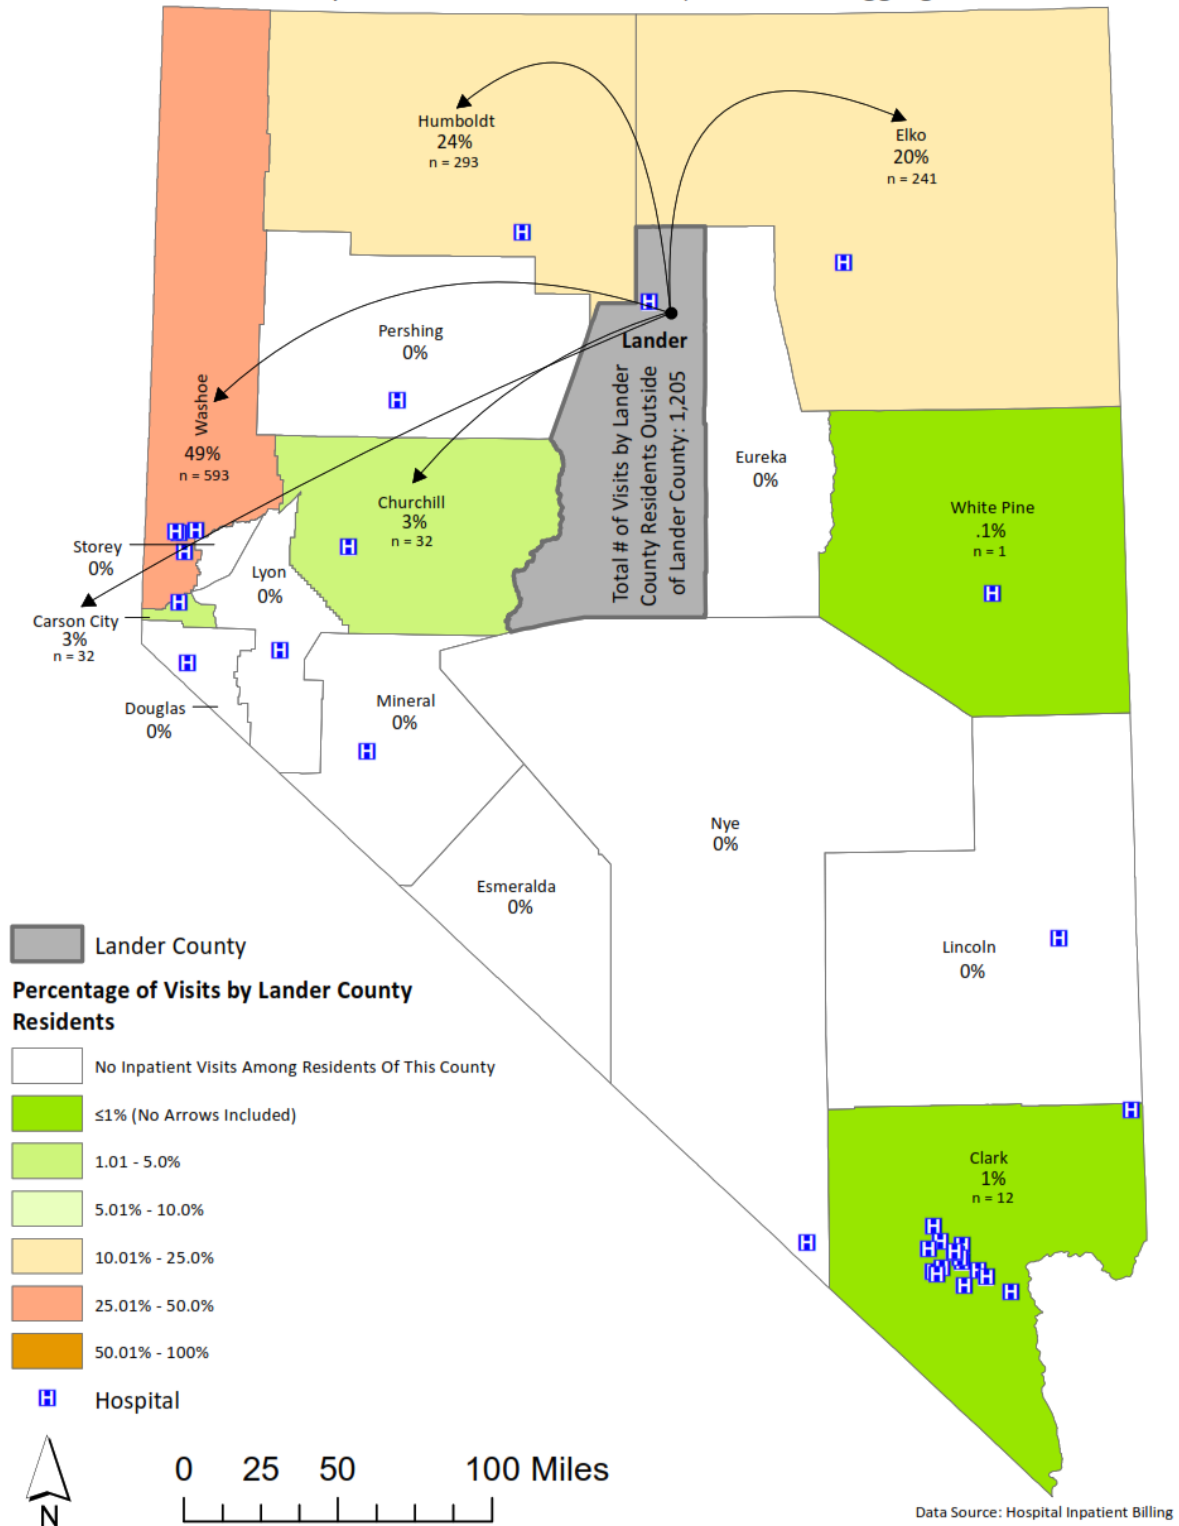 Humboldt
24%
n = 293
Elko
20%
n = 241
Pershing
0%
Lander
Total # of Visits by Lander
County Residents Outside
of Lander County: 1,205
Washoe
49%
n = 593
Eureka
0%
Churchill
3%
n = 32
White Pine
.1%
n = 1
Storey
0%
Lyon
0%
Carson City
3%
n = 32
Douglas
0%
Mineral
0%
Nye
0%
Esmeralda
0%
Lincoln
0%
Clark
1%
n = 12
Lander County
Percentage of Visits by Lander County
Residents
No Inpatient Visits Among Residents Of This County
≤1% (No Arrows Included)
1.01 - 5.0%
5.01% - 10.0%
10.01% - 25.0%
25.01% - 50.0%
50.01% - 100%
H Hospital
N
0 25 50 100 Miles
Data Source: Hospital Inpatient Billing